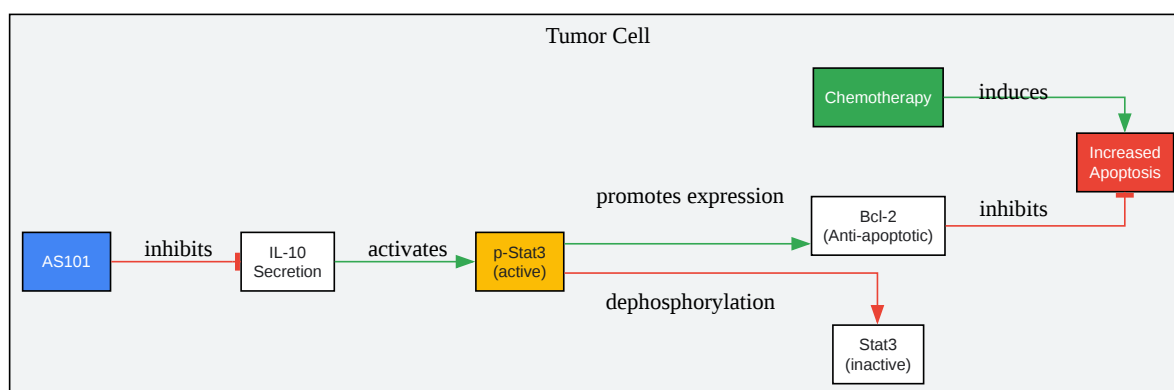 Tumor Cell
Chemotherapy
induces
Increased
Apoptosis
promotes expression
Bcl-2
(Anti-apoptotic)
inhibits
AS101
inhibits
IL-10
Secretion
activates
p-Stat3
(active)
dephosphorylation
Stat3
(inactive)